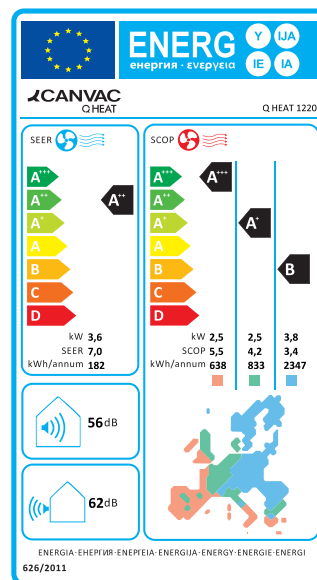 ENERG
енергия · ενεργεια
Y IJA
IE IA
CANVAC
Q HEAT
Q HEAT 1220
SEER
SCOP
A+++
A++
A+
A
B
C
D
A++
A+++
A++
A+
A
B
C
D
A+++
A+
B
kW 3,6
SEER 7,0
kWh/annum 182
kW 2,5 2,5 3,8
SCOP 5,5 4,2 3,4
kWh/annum 638 833 2347
56dB
62dB
ENERGIA·ЕНЕРГИЯ·ΕΝΕΡΓΕΙΑ·ENERGIJA·ENERGY·ENERGIE·ENERGI
626/2011